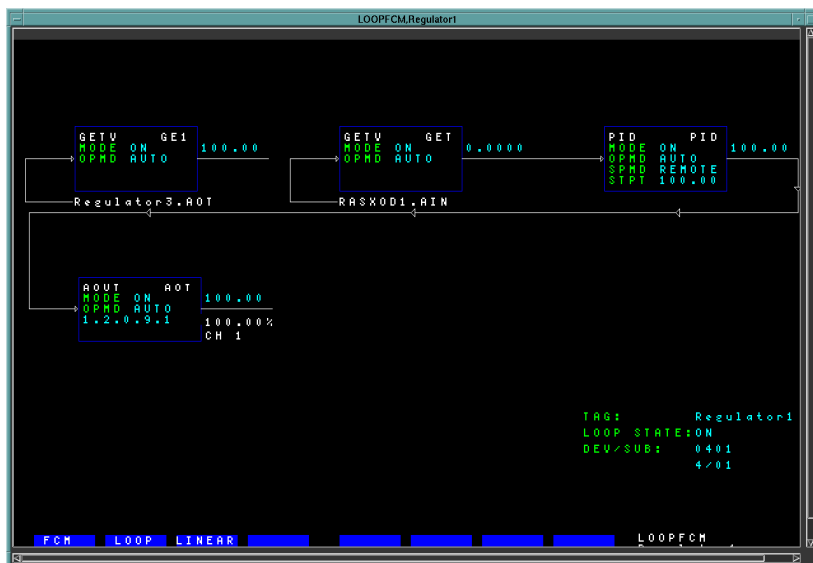 LOOPFCM,Regulator1
GETV GE1
MODE ON 100.00
OPMD AUTO
Regulator3.AOT
GETV GET
MODE ON 0.0000
OPMD AUTO
RASXOD1.AIN
PID PID
MODE ON 100.00
OPMD AUTO
SPMD REMOTE
STPT 100.00
AOUT AOT
MODE ON 100.00
OPMD AUTO
1.2.0.9.1 100.00%
CH 1
TAG: Regulator1
LOOP STATE:ON
DEV/SUB: 0401
4/01
FCM LOOP LINEAR LOOPFCM